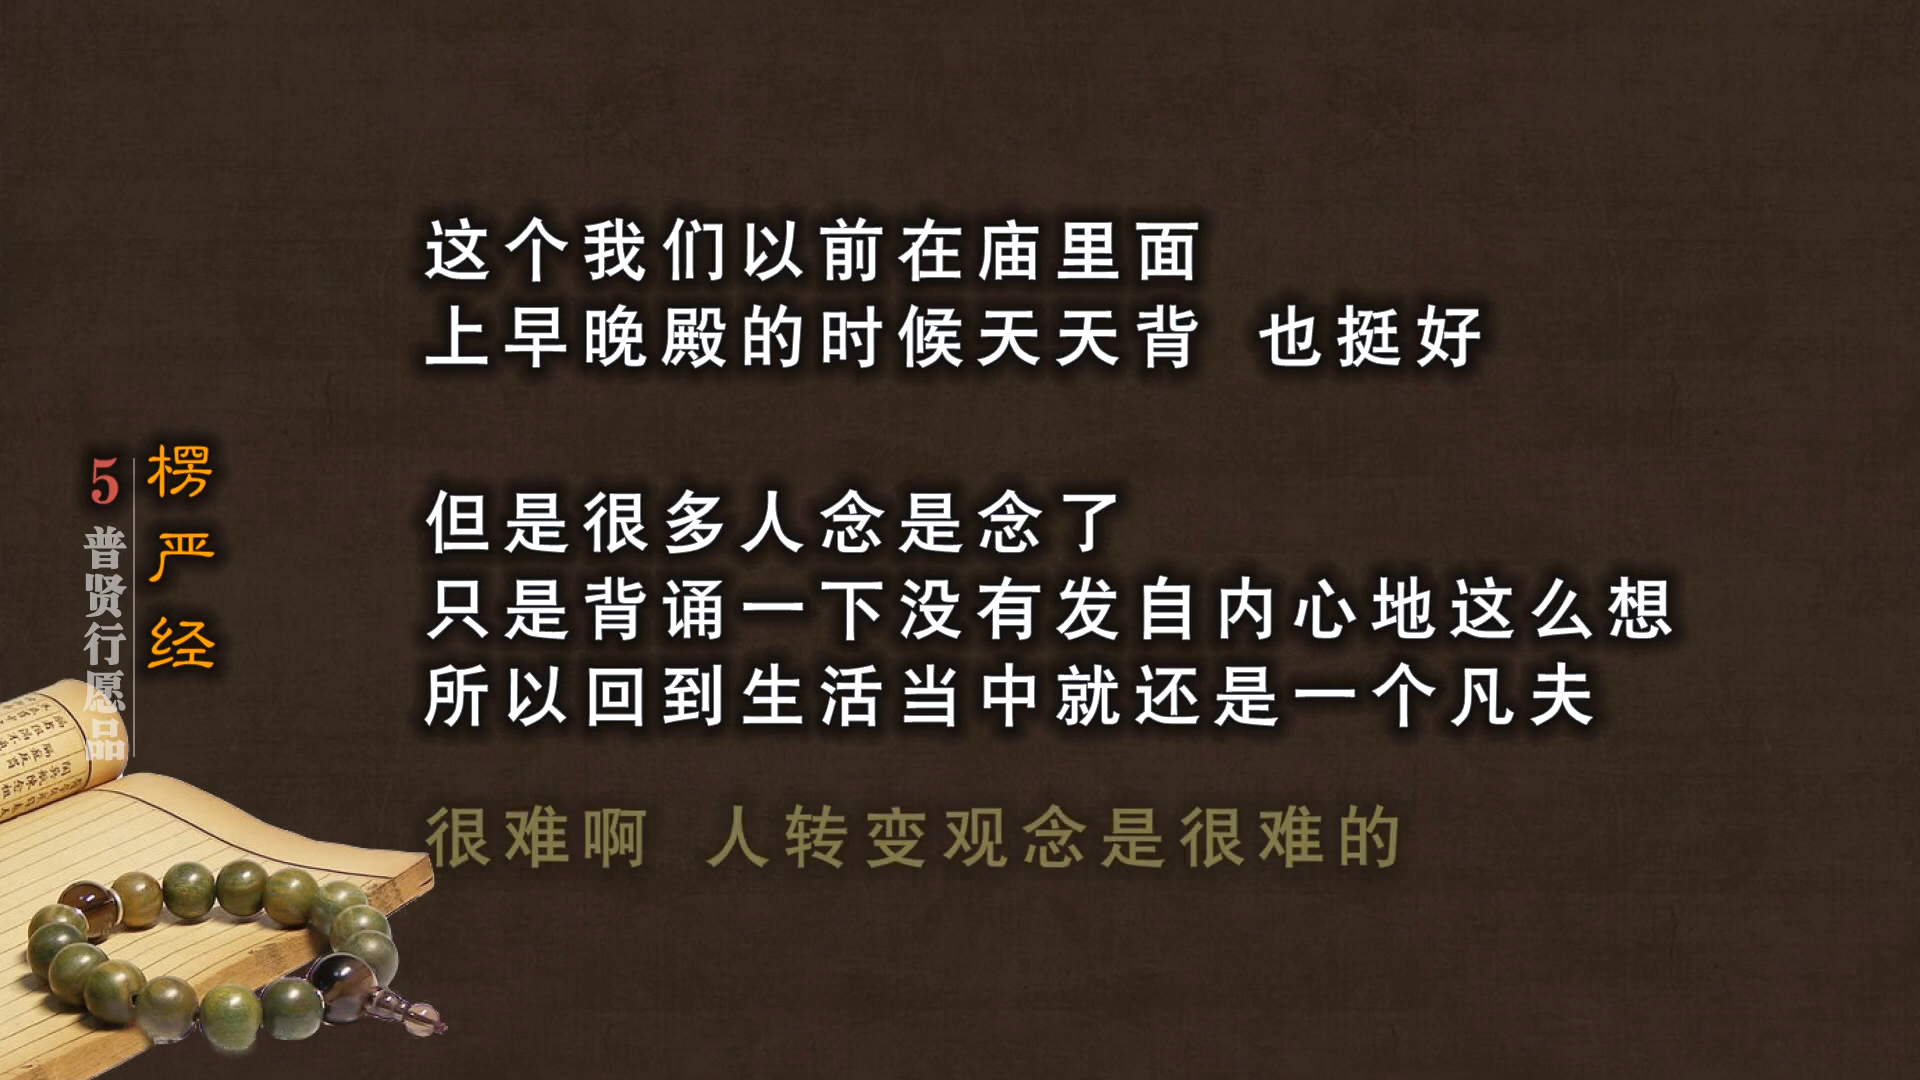 这个我们以前在庙里面
上早晚殿的时候天天背 也挺好
但是很多人念是念了
只是背诵一下没有发自内心地这么想
所以回到生活当中就还是一个凡夫
很难啊 人转变观念是很难的
楞严经
5 普贤行愿品